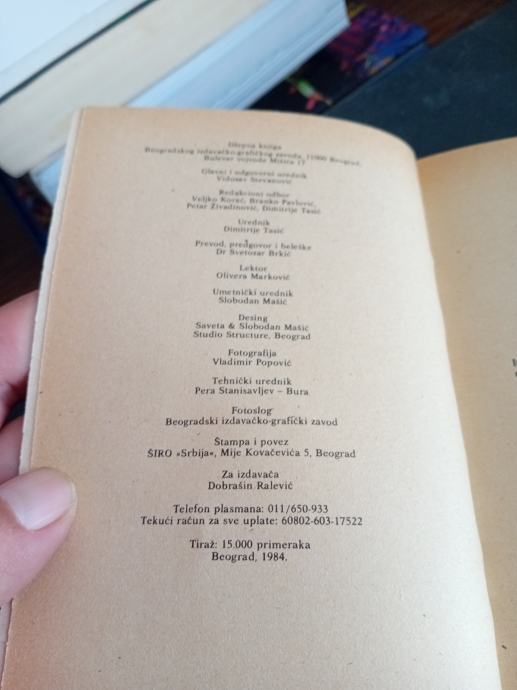 Džepna knjiga
Beogradskog izdavačko-grafičkog zavoda, 11000 Beograd,
Bulevar vojvode Mišića 17
Glavni i odgovorni urednik
Vidosav Stevanović
Redakcioni odbor
Veljko Korać, Branko Pavlović,
Petar Živadinović, Dimitrije Tasić
Urednik
Dimitrije Tasić
Prevod, predgovor i beleške
Dr Svetozar Brkić
Lektor
Olivera Marković
Umetnički urednik
Slobodan Mašić
Desing
Saveta & Slobodan Mašić
Studio Structure, Beograd
Fotografija
Vladimir Popović
Tehnički urednik
Pera Stanisavljev – Bura
Fotoslog
Beogradski izdavačko-grafički zavod
Štampa i povez
ŠIRO »Srbija«, Mije Kovačevića 5, Beograd
Za izdavača
Dobrašin Ralević
Telefon plasmana: 011/650-933
Tekući račun za sve uplate: 60802-603-17522
Tiraž: 15.000 primeraka
Beograd, 1984.